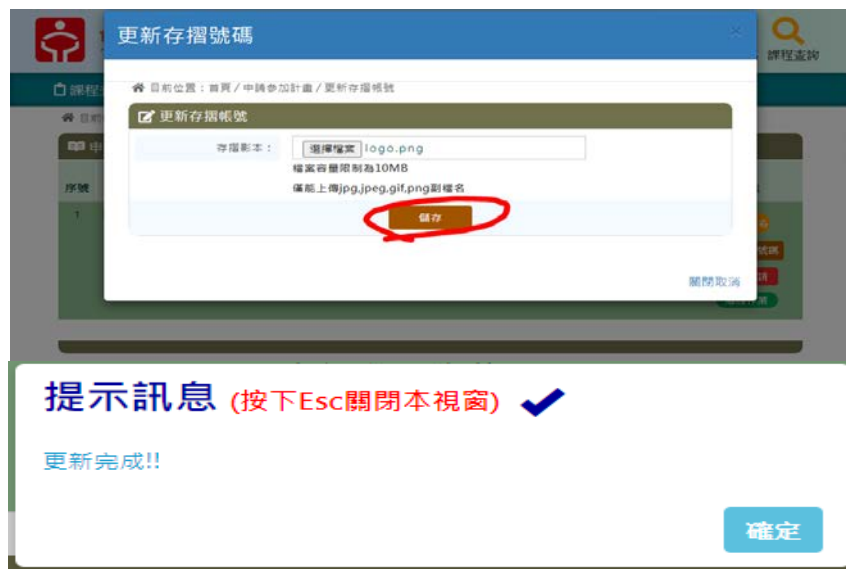 更新存摺號碼
×
課程查詢
課程
目前位置：首頁/申請參加計畫/更新存摺帳號
更新存摺帳號
存摺影本：
選擇檔案 logo.png
檔案容量限制為10MB
僅能上傳jpg,jpeg,gif,png副檔名
序號
1
儲存
號碼
關閉取消
提示訊息 (按下Esc關閉本視窗)
更新完成!!
確定